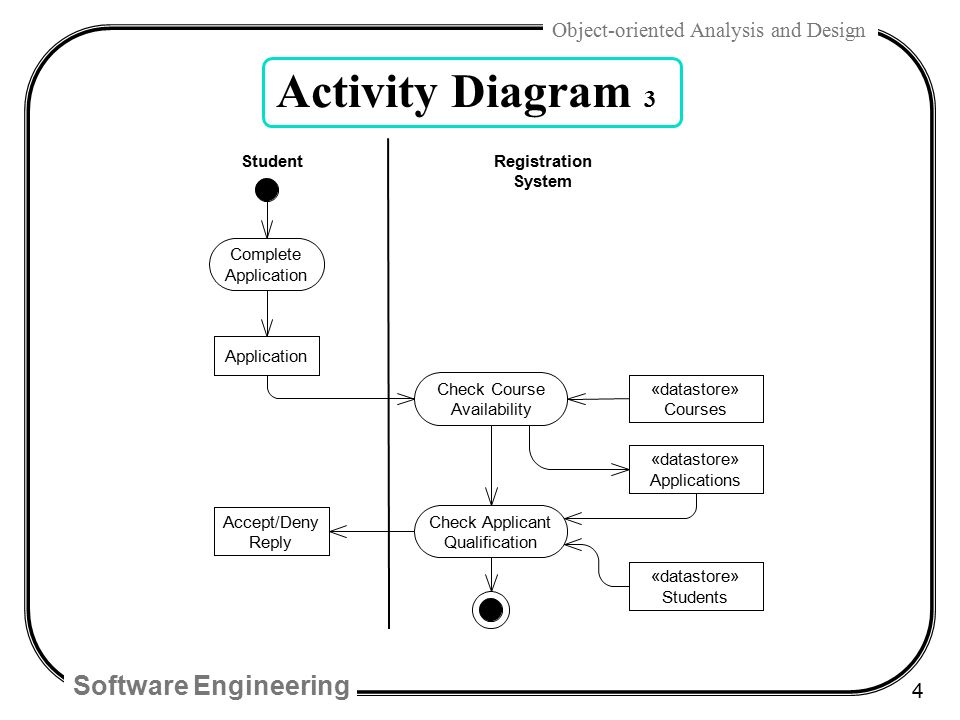 Object-oriented Analysis and Design
Activity Diagram 3
Student
Registration
System
Complete
Application
Application
Check Course
Availability
«datastore»
Courses
«datastore»
Applications
Accept/Deny
Reply
Check Applicant
Qualification
«datastore»
Students
Software Engineering
4